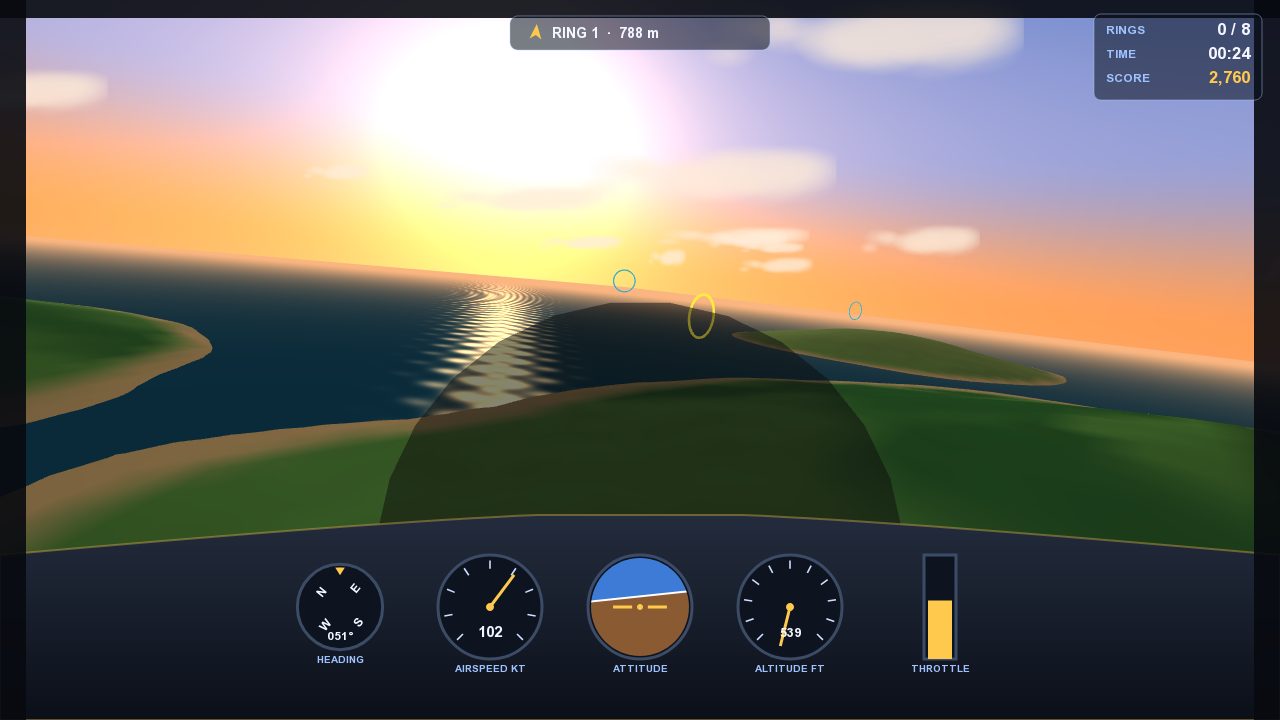 RING 1 · 788 m
RINGS 0 / 8
TIME 00:24
SCORE 2,760
N E S W
051°
HEADING
102
AIRSPEED KT
ATTITUDE
539
ALTITUDE FT
THROTTLE